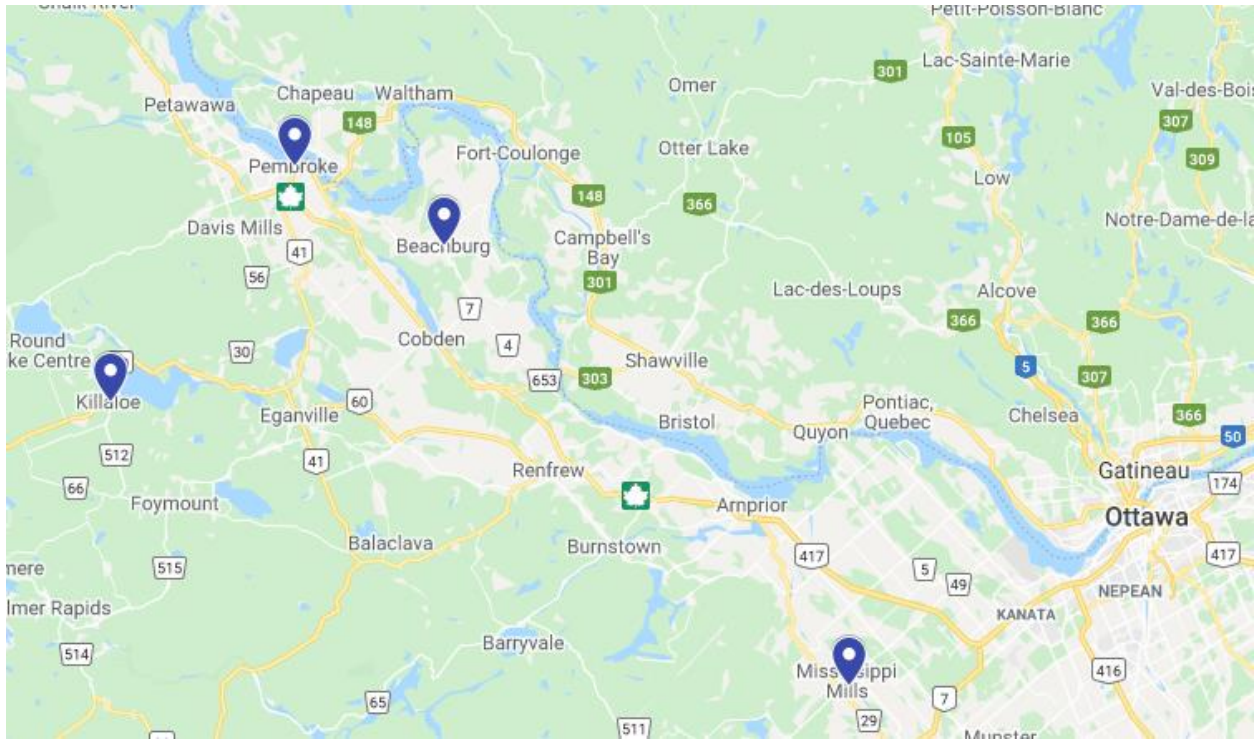 Chalk River
Petit-Poisson-Blanc
Lac-Sainte-Marie
301
Omer
Val-des-Bois
Petawawa
Chapeau
Waltham
148
105
307
309
Pembroke
Fort-Coulonge
Otter Lake
Low
148
366
Davis Mills
Beachburg
Campbell's
Bay
Notre-Dame-de-la
41
56
301
Lac-des-Loups
Alcove
7
366
366
Round
ke Centre
30
Cobden
4
Shawville
5
653
303
307
Killaloe
60
Eganville
Bristol
Quyon
Pontiac,
Quebec
Chelsea
366
50
512
41
Renfrew
Gatineau
174
66
Foymount
Arnprior
Ottawa
Balaclava
Burnstown
417
417
mere
515
5
49
NEPEAN
lmer Rapids
KANATA
Barryvale
514
Mississippi
Mills
416
65
7
511
29
Munster